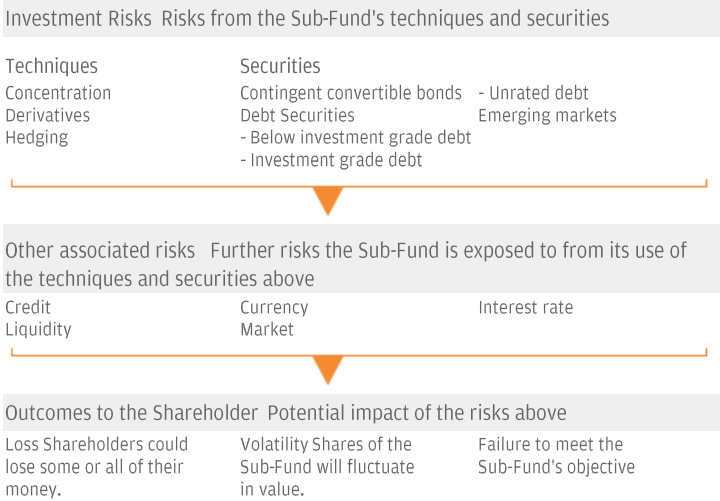 Investment Risks Risks from the Sub-Fund's techniques and securities
Techniques
Concentration
Derivatives
Hedging
Securities
Contingent convertible bonds
Debt Securities
- Below investment grade debt
- Investment grade debt
- Unrated debt
Emerging markets
Other associated risks Further risks the Sub-Fund is exposed to from its use of
the techniques and securities above
Credit
Liquidity
Currency
Market
Interest rate
Outcomes to the Shareholder Potential impact of the risks above
Loss Shareholders could
lose some or all of their
money.
Volatility Shares of the
Sub-Fund will fluctuate
in value.
Failure to meet the
Sub-Fund's objective